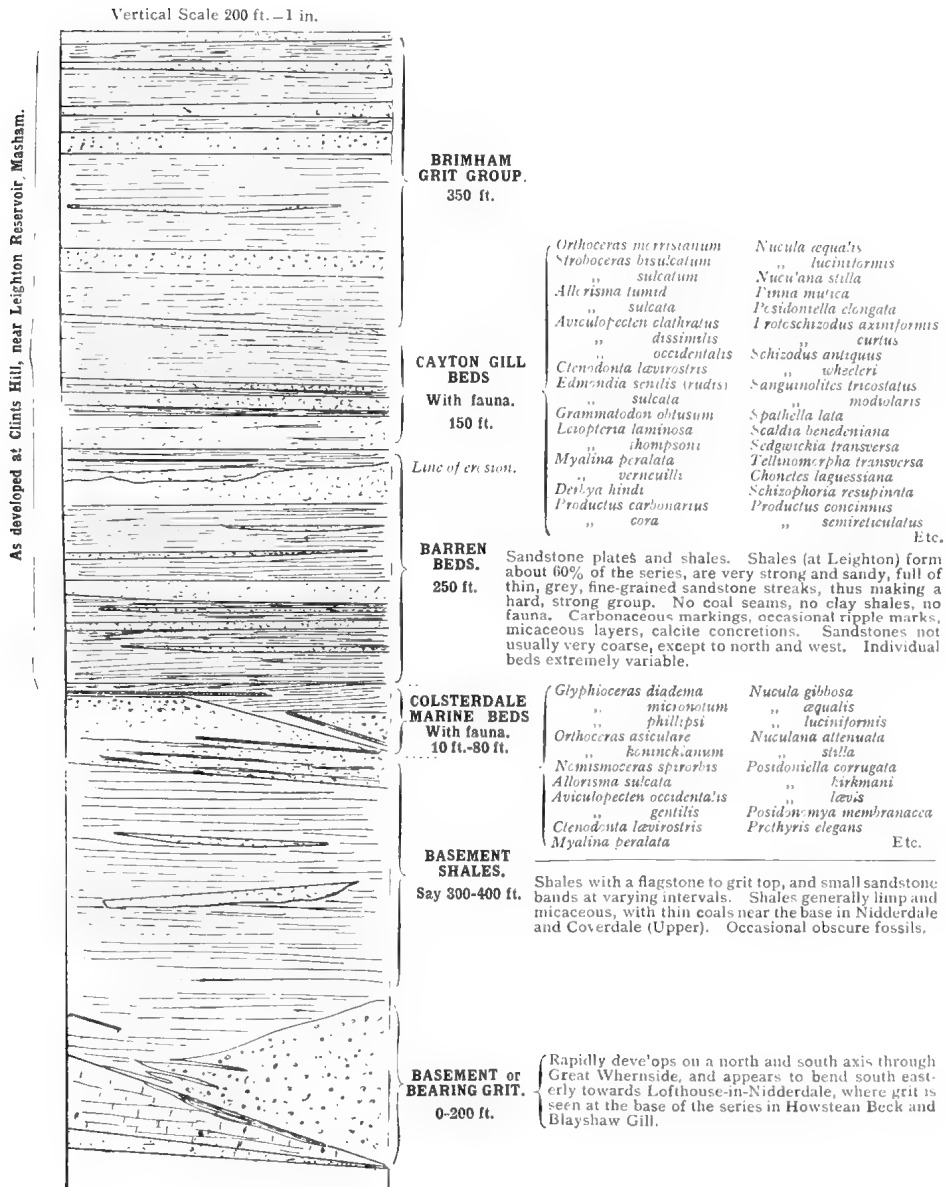 Vertical Scale 200 ft.—1 in.
As developed at Clints Hill, near Leighton Reservoir, Masham.
BRIMHAM
GRIT GROUP.
350 ft.
CAYTON GILL
BEDS
With fauna.
150 ft.
Orthoceras morrisianum
Stroboceras bisulcatum
„ sulcatum
Allorisma tumid
„ sulcata
Aviculopecten clathratus
„ dissimilis
„ occidentalis
Ctenodonta lævirostris
Edmondia senilis (rudis)
„ sulcata
Grammatodon obtusum
Leiopteria laminosa
„ thompsoni
Myalina peralata
„ verneuilli
Derbya hindi
Productus carbonarius
„ cora
Nucula æqualis
„ luciniformis
Nuculana stilla
Pinna mutica
Posidoniella elongata
Protoschizodus axiniformis
„ curtus
Schizodus antiquus
„ wheeleri
Sanguinolites tricostatus
„ modiolaris
Spathella lata
Scaldia benedeniana
Sedgwickia transversa
Tellinomorpha transversa
Chonetes laguessiana
Schizophoria resupinata
Productus concinnus
„ semireticulatus
Etc.
Line of erosion.
BARREN
BEDS.
250 ft.
Sandstone plates and shales. Shales (at Leighton) form
about 60% of the series, are very strong and sandy, full of
thin, grey, fine-grained sandstone streaks, thus making a
hard, strong group. No coal seams, no clay shales, no
fauna. Carbonaceous markings, occasional ripple marks,
micaceous layers, calcite concretions. Sandstones not
usually very coarse, except to north and west. Individual
beds extremely variable.
COLSTERDALE
MARINE BEDS
With fauna.
10 ft.-80 ft.
Glyphioceras diadema
„ micronotum
„ phillipsi
Orthoceras asiculare
„ koninckianum
Nomismoceras spirorbis
Allorisma sulcata
Aviculopecten occidentalis
„ gentilis
Ctenodonta lævirostris
Myalina peralata
Nucula gibbosa
„ æqualis
„ luciniformis
Nuculana attenuata
„ stilla
Posidoniella corrugata
„ kirkmani
„ lævis
Posidonomya membranacea
Prothyris elegans
Etc.
BASEMENT
SHALES.
Say 300-400 ft.
Shales with a flagstone to grit top, and small sandstone
bands at varying intervals. Shales generally limp and
micaceous, with thin coals near the base in Nidderdale
and Coverdale (Upper). Occasional obscure fossils.
BASEMENT or
BEARING GRIT.
0-200 ft.
Rapidly develops on a north and south axis through
Great Whernside, and appears to bend south east-
erly towards Lofthouse-in-Nidderdale, where grit is
seen at the base of the series in Howstean Beck and
Blayshaw Gill.